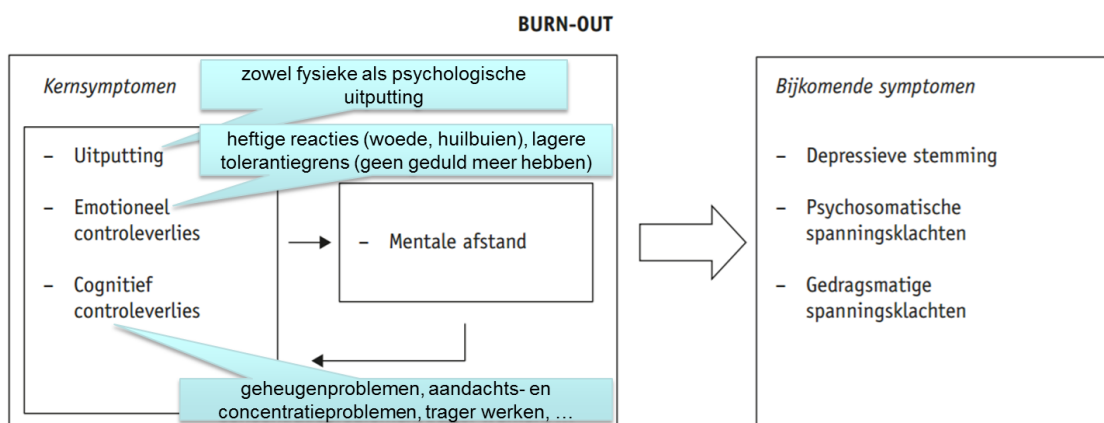 BURN-OUT
Kernsymptomen
zowel fysieke als psychologische
uitputting
– Uitputting
heftige reacties (woede, huilbuien), lagere
tolerantiegrens (geen geduld meer hebben)
– Emotioneel
controleverlies
– Cognitief
controleverlies
geheugenproblemen, aandachts- en
concentratieproblemen, trager werken, …
– Mentale afstand
Bijkomende symptomen
– Depressieve stemming
– Psychosomatische
spanningsklachten
– Gedragsmatige
spanningsklachten